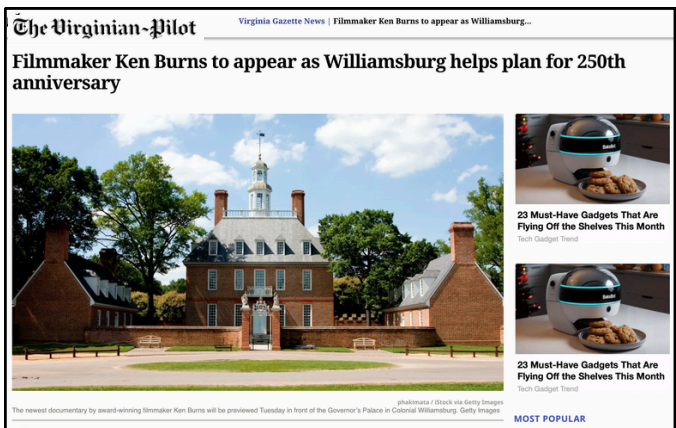 The Virginian-Pilot
Virginia Gazette News | Filmmaker Ken Burns to appear as Williamsburg...
Filmmaker Ken Burns to appear as Williamsburg helps plan for 250th
anniversary
phakimata / iStock via Getty Images
The newest documentary by award-winning filmmaker Ken Burns will be previewed Tuesday in front of the Governor's Palace in Colonial Williamsburg. Getty Images
23 Must-Have Gadgets That Are
Flying Off the Shelves This Month
Tech Gadget Trend
23 Must-Have Gadgets That Are
Flying Off the Shelves This Month
Tech Gadget Trend
MOST POPULAR